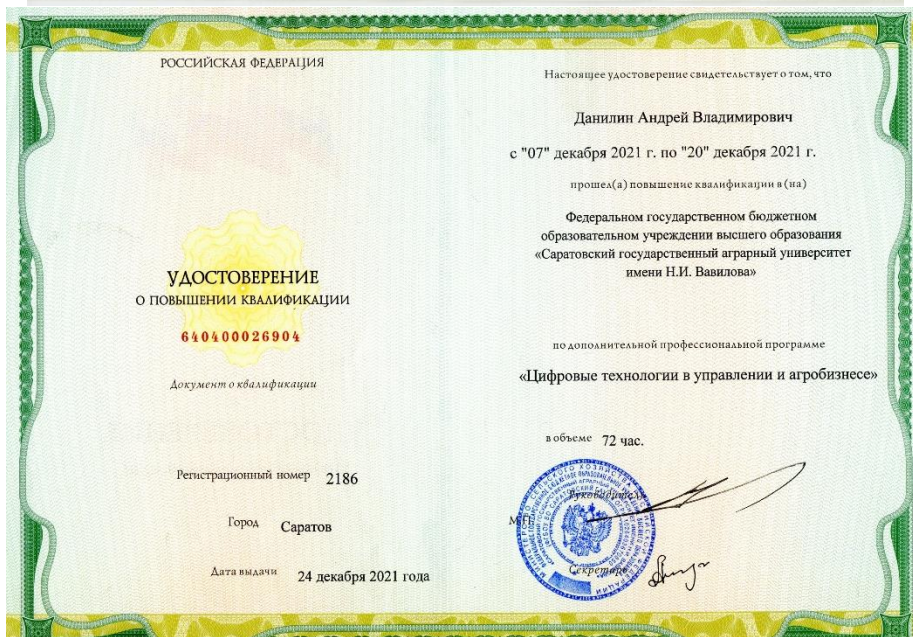 РОССИЙСКАЯ ФЕДЕРАЦИЯ
УДОСТОВЕРЕНИЕ
О ПОВЫШЕНИИ КВАЛИФИКАЦИИ
640400026904
Документ о квалификации
Регистрационный номер 2186
Город Саратов
Дата выдачи 24 декабря 2021 года
Настоящее удостоверение свидетельствует о том, что
Данилин Андрей Владимирович
с "07" декабря 2021 г. по "20" декабря 2021 г.
прошел(а) повышение квалификации в (на)
Федеральном государственном бюджетном
образовательном учреждении высшего образования
«Саратовский государственный аграрный университет
имени Н.И. Вавилова»
по дополнительной профессиональной программе
«Цифровые технологии в управлении и агробизнесе»
в объеме 72 час.
Руководитель
М.П.
Секретарь